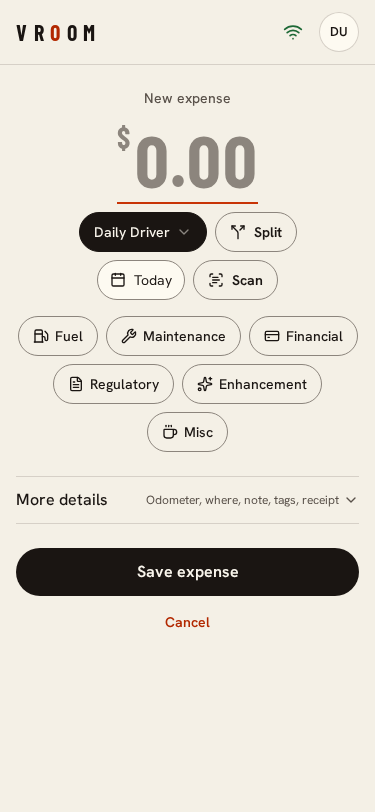 VROOM
DU
New expense
$0.00
Daily Driver
Split
Today
Scan
Fuel
Maintenance
Financial
Regulatory
Enhancement
Misc
More details
Odometer, where, note, tags, receipt
Save expense
Cancel